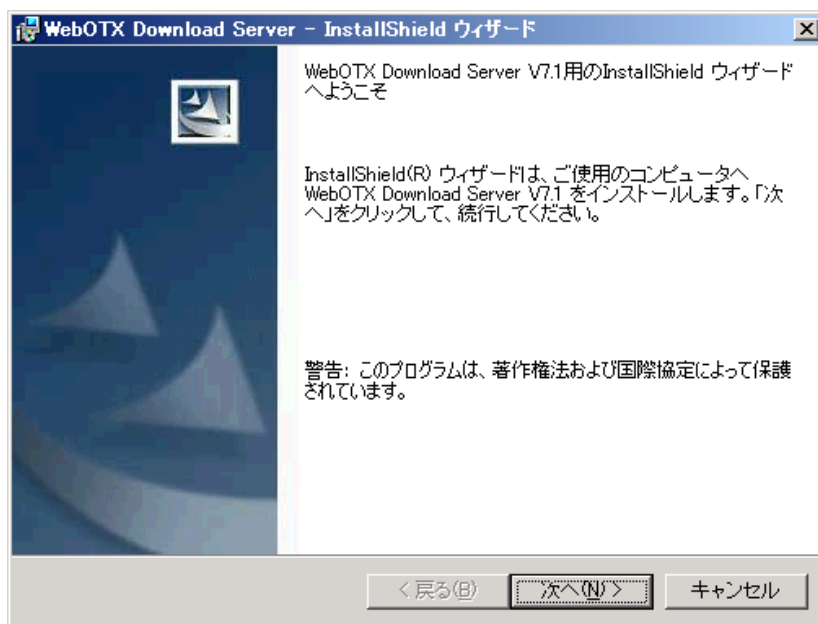 WebOTX Download Server - InstallShield ウィザード
WebOTX Download Server V7.1用のInstallShield ウィザード
へようこそ
InstallShield(R) ウィザードは、ご使用のコンピュータへ
WebOTX Download Server V7.1 をインストールします。「次
へ」をクリックして、続行してください。
警告: このプログラムは、著作権法および国際協定によって保護
されています。
< 戻る(B)
次へ(N) >
キャンセル